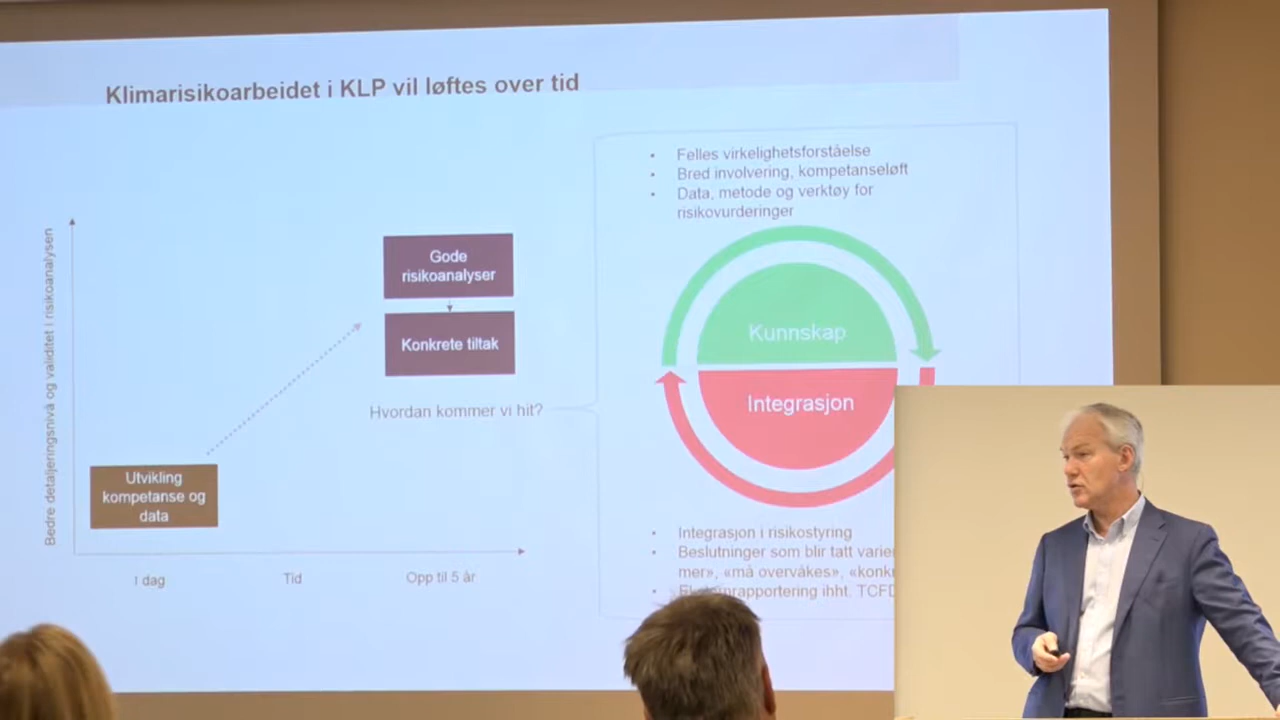 Klimarisikoarbeidet i KLP vil løftes over tid
Bedre detaljeringsnivå og validitet i risikoanalysen
Gode
risikoanalyser
Konkrete tiltak
Hvordan kommer vi hit?
Utvikling
kompetanse og
data
I dag
Tid
Opp til 5 år
• Felles virkelighetsforståelse
• Bred involvering, kompetanseløft
• Data, metode og verktøy for
risikovurderinger
Kunnskap
Integrasjon
• Integrasjon i risikostyring
• Beslutninger som blir tatt
mer», «må overvåkes»,
ihht. TCFD